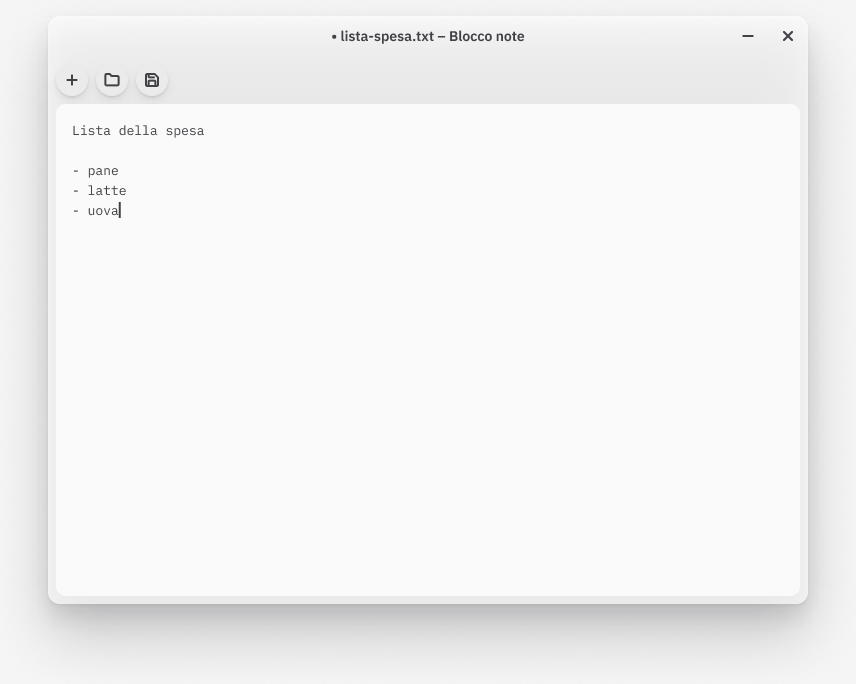 • lista-spesa.txt – Blocco note
Lista della spesa
- pane
- latte
- uova